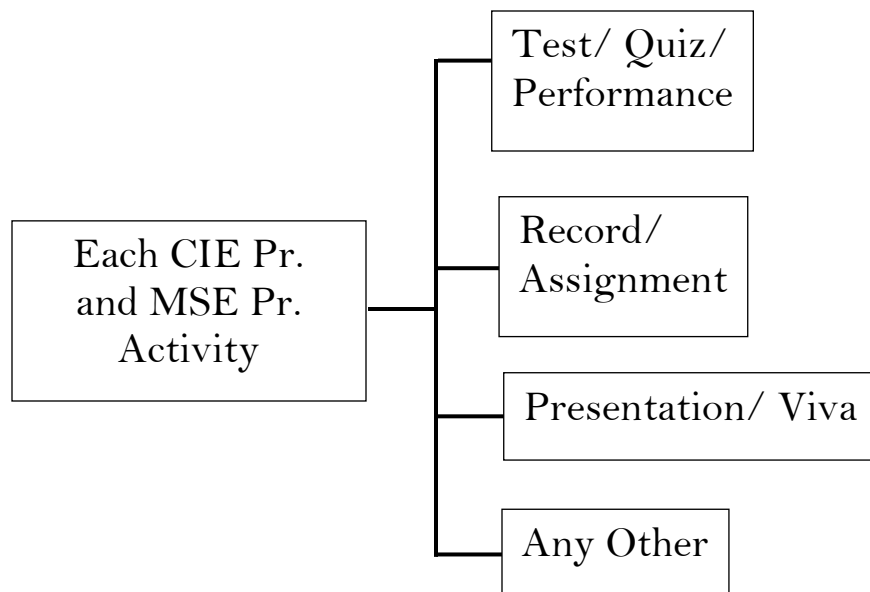 Test/ Quiz/
Performance
Each CIE Pr.
and MSE Pr.
Activity
Record/
Assignment
Presentation/ Viva
Any Other